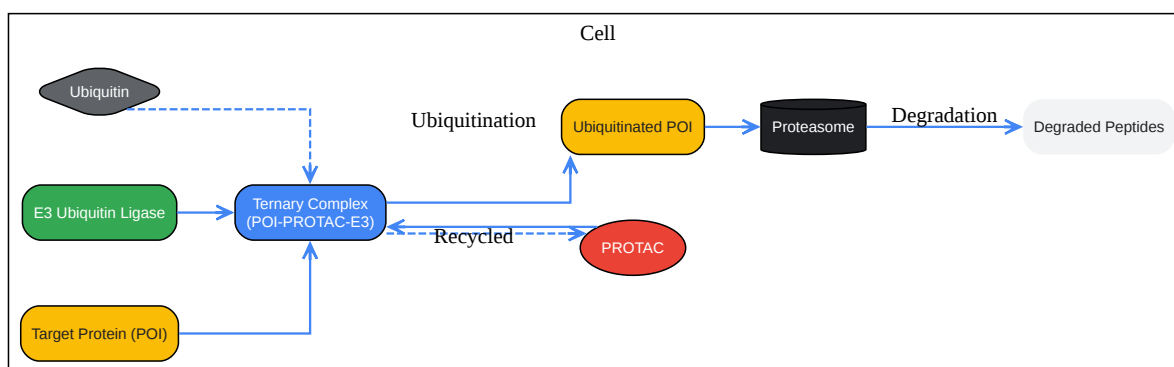 Cell
Ubiquitin
Ubiquitination
Ubiquitinated POI
Proteasome
Degradation
Degraded Peptides
E3 Ubiquitin Ligase
Ternary Complex
(POI-PROTAC-E3)
Recycled
PROTAC
Target Protein (POI)